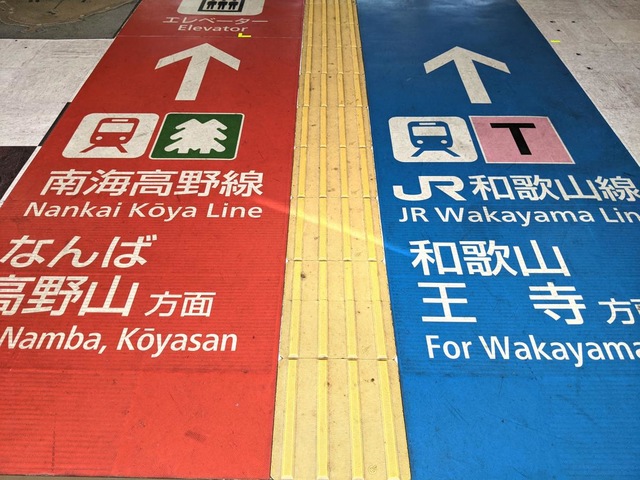 エレベーター
Elevator
南海高野線
Nankai Kōya Line
なんば
高野山 方面
Namba, Kōyasan
T
JR 和歌山線
JR Wakayama Lin
和歌山
王 寺 方
For Wakayama